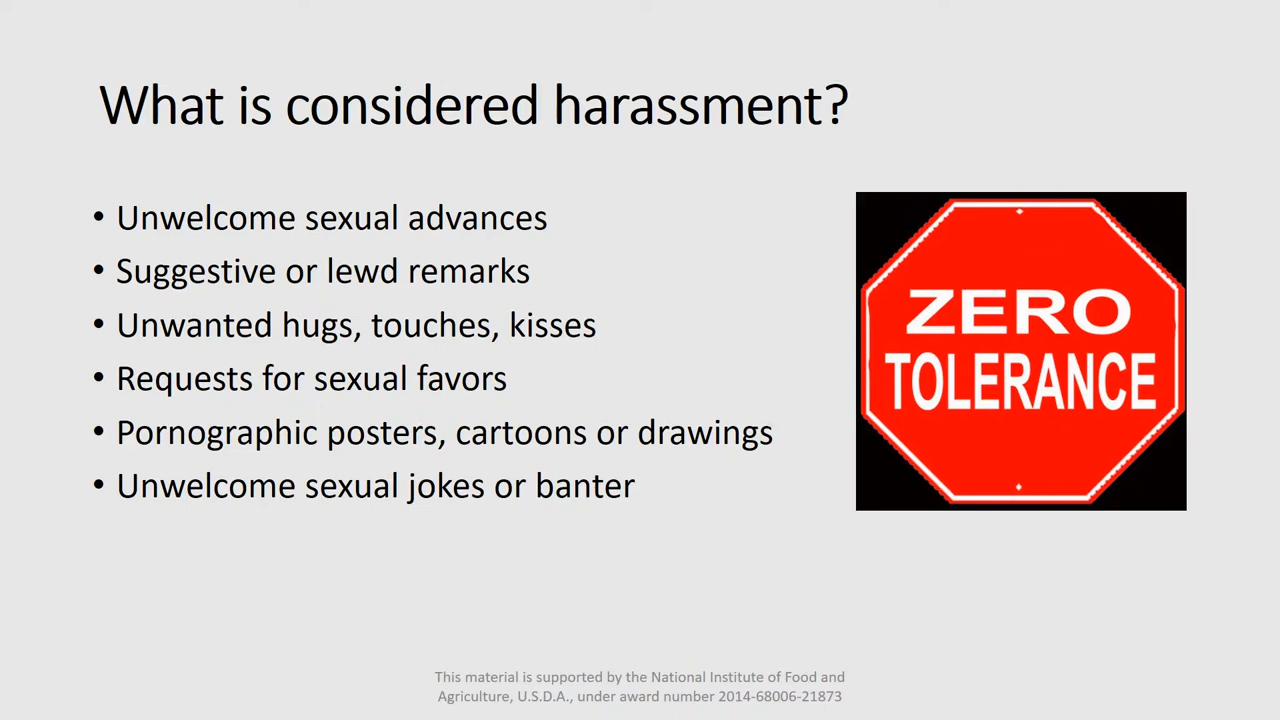 What is considered harassment?
• Unwelcome sexual advances
• Suggestive or lewd remarks
• Unwanted hugs, touches, kisses
• Requests for sexual favors
• Pornographic posters, cartoons or drawings
• Unwelcome sexual jokes or banter
ZERO
TOLERANCE
This material is supported by the National Institute of Food and
Agriculture, U.S.D.A., under award number 2014-68006-21873